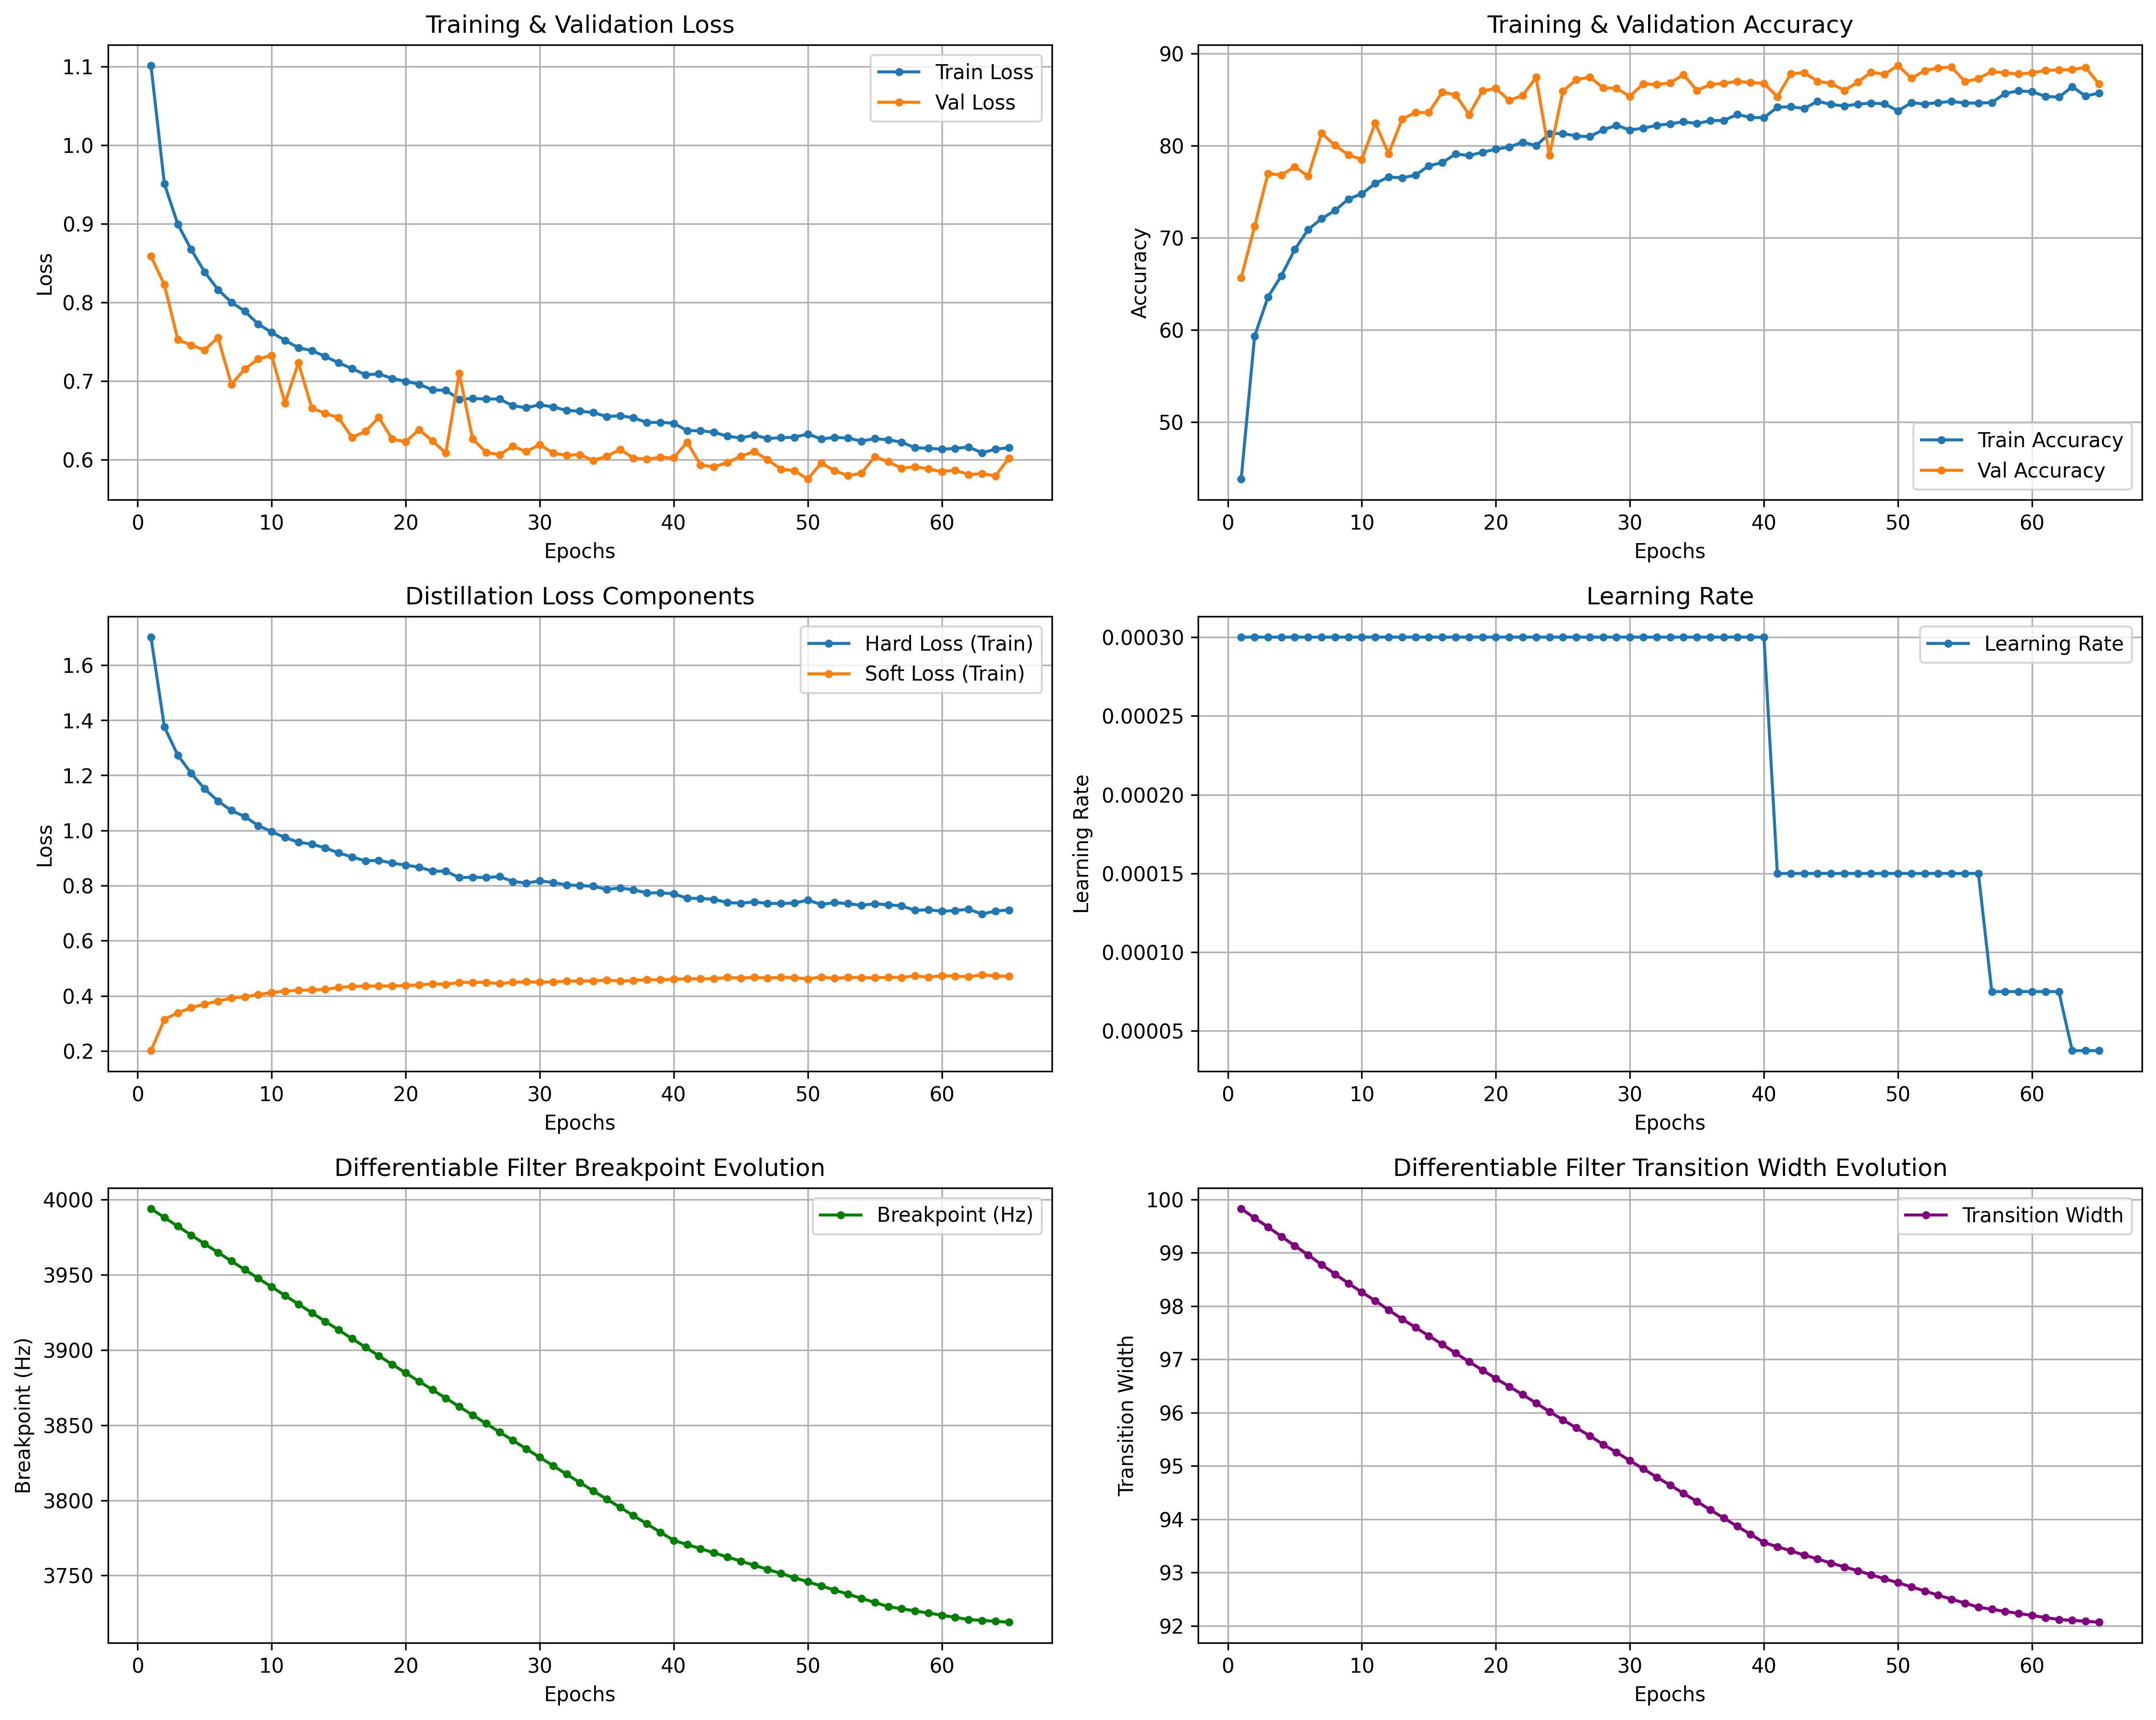 Training & Validation Loss
Loss
1.1
1.0
0.9
0.8
0.7
0.6
Train Loss
Val Loss
0 10 20 30 40 50 60
Epochs
Training & Validation Accuracy
Accuracy
90
80
70
60
50
Train Accuracy
Val Accuracy
0 10 20 30 40 50 60
Epochs
Distillation Loss Components
Loss
1.6
1.4
1.2
1.0
0.8
0.6
0.4
0.2
Hard Loss (Train)
Soft Loss (Train)
0 10 20 30 40 50 60
Epochs
Learning Rate
Learning Rate
0.00030
0.00025
0.00020
0.00015
0.00010
0.00005
Learning Rate
0 10 20 30 40 50 60
Epochs
Differentiable Filter Breakpoint Evolution
Breakpoint (Hz)
4000
3950
3900
3850
3800
3750
Breakpoint (Hz)
0 10 20 30 40 50 60
Epochs
Differentiable Filter Transition Width Evolution
Transition Width
100
99
98
97
96
95
94
93
92
Transition Width
0 10 20 30 40 50 60
Epochs